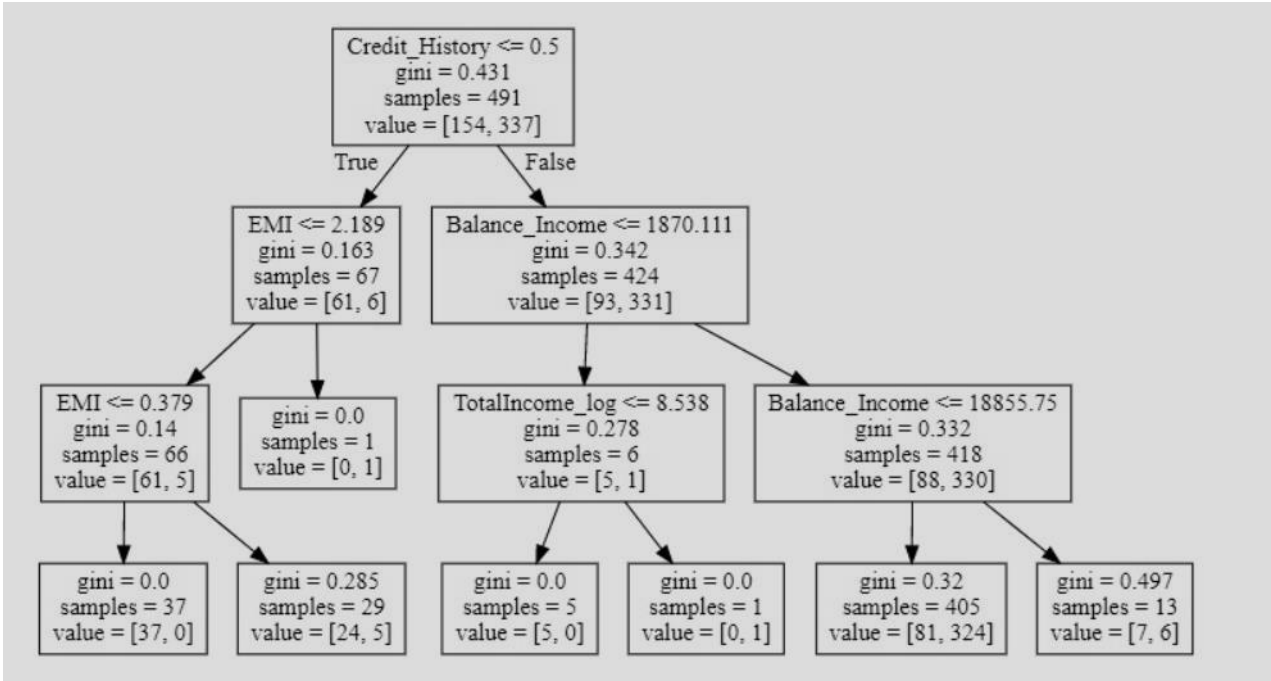 Credit_History <= 0.5
gini = 0.431
samples = 491
value = [154, 337]
True
False
EMI <= 2.189
gini = 0.163
samples = 67
value = [61, 6]
Balance_Income <= 1870.111
gini = 0.342
samples = 424
value = [93, 331]
EMI <= 0.379
gini = 0.14
samples = 66
value = [61, 5]
gini = 0.0
samples = 1
value = [0, 1]
TotalIncome_log <= 8.538
gini = 0.278
samples = 6
value = [5, 1]
Balance_Income <= 18855.75
gini = 0.332
samples = 418
value = [88, 330]
gini = 0.0
samples = 37
value = [37, 0]
gini = 0.285
samples = 29
value = [24, 5]
gini = 0.0
samples = 5
value = [5, 0]
gini = 0.0
samples = 1
value = [0, 1]
gini = 0.32
samples = 405
value = [81, 324]
gini = 0.497
samples = 13
value = [7, 6]